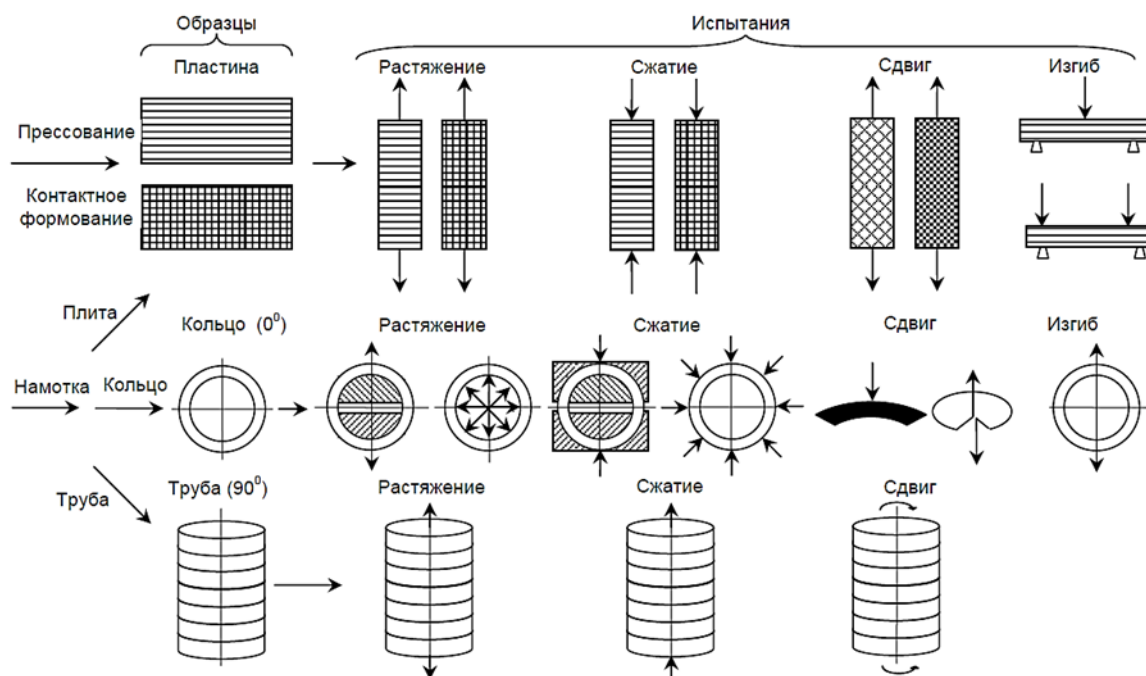 Образцы
Испытания
Пластина
Растяжение
Сжатие
Сдвиг
Изгиб
Прессование
Контактное
формование
Плита
Кольцо (0⁰)
Растяжение
Сжатие
Сдвиг
Изгиб
Намотка
Кольцо
Труба
Труба (90⁰)
Растяжение
Сжатие
Сдвиг